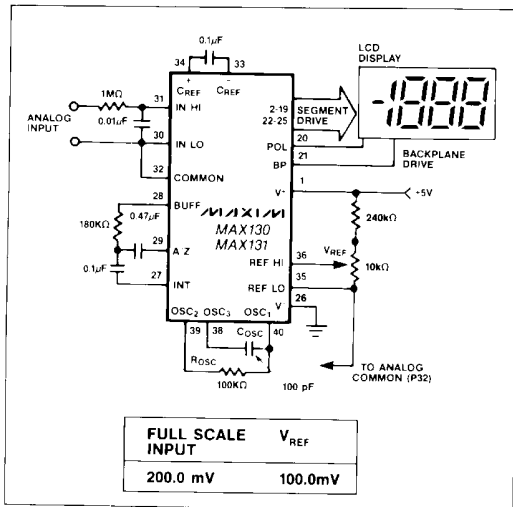 0.1µF
34
33
+
−
CREF
CREF
LCD
DISPLAY
-1888
1MΩ
31
IN HI
ANALOG
INPUT
0.01µF
30
IN LO
32
COMMON
28
BUFF
180KΩ
0.47µF
29
A/Z
0.1µF
27
INT
2-19
SEGMENT
22-25
DRIVE
20
POL
21
BP
BACKPLANE
DRIVE
1
V+
+5V
240kΩ
MAXIM
MAX130
MAX131
VREF
REF HI
36
10kΩ
35
REF LO
26
V-
OSC2
OSC3
OSC1
39
38
COSC
40
ROSC
100KΩ
100 pF
TO ANALOG
COMMON (P32)
FULL SCALE VREF
INPUT
200.0 mV 100.0mV